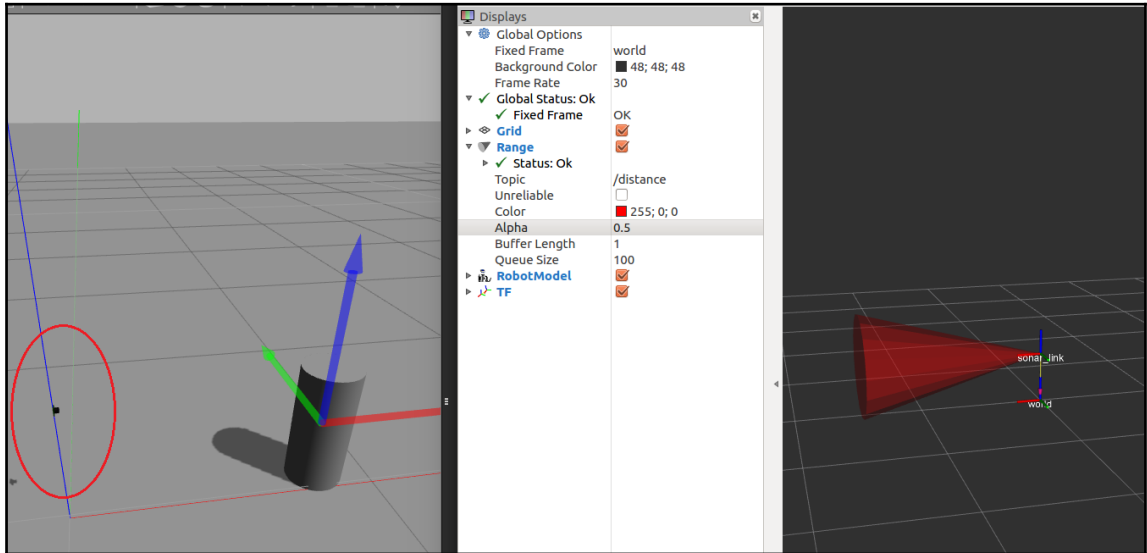 Displays
Global Options
Fixed Frame world
Background Color 48; 48; 48
Frame Rate 30
Global Status: Ok
Fixed Frame OK
Grid
Range
Status: Ok
Topic /distance
Unreliable
Color 255; 0; 0
Alpha 0.5
Buffer Length 1
Queue Size 100
RobotModel
TF
sonar_link
world